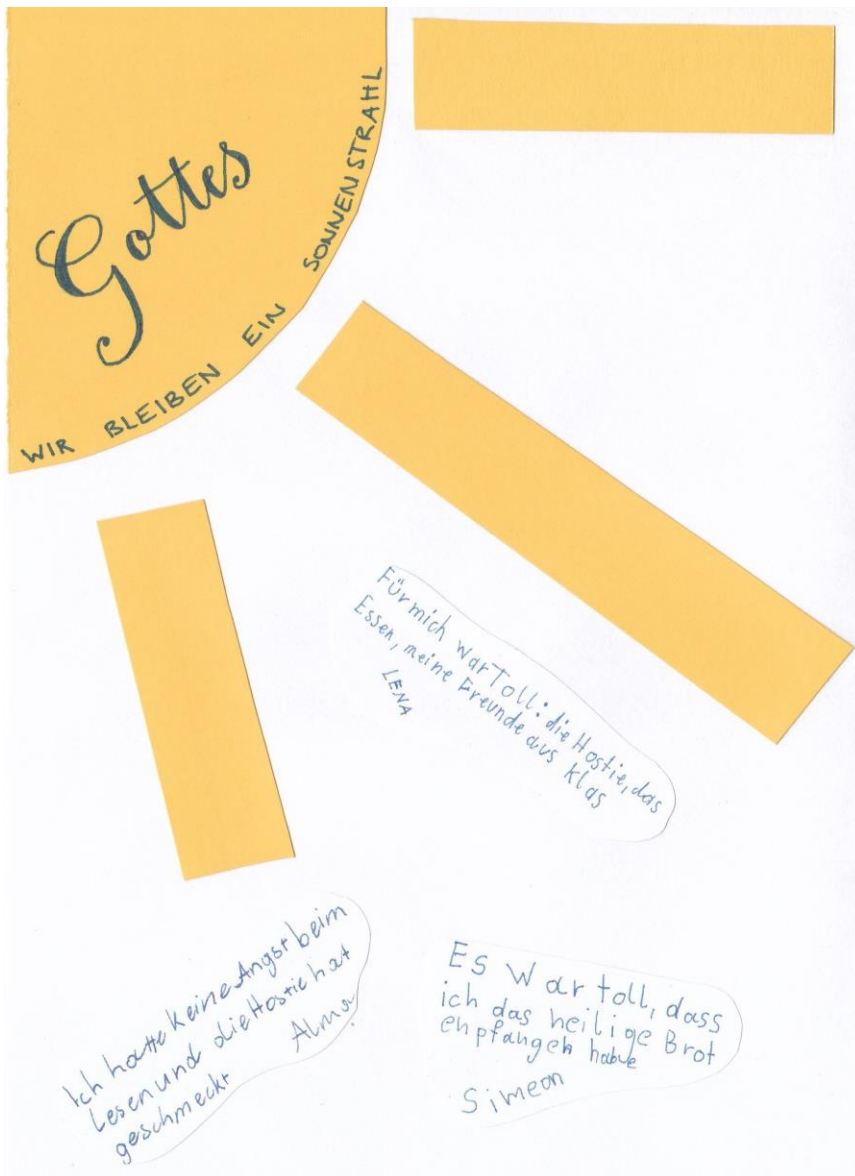 Gottes
WIR BLEIBEN EIN SONNENSTRAHL
Für mich war Toll: die Hostie, das
Essen, meine Freunde aus Klas
LENA
Ich hatte keine Angst beim
Lesen und die Hostie hat
geschmeckt Alma
Es war toll, dass
ich das heilige Brot
enpfangen habe
Simeon